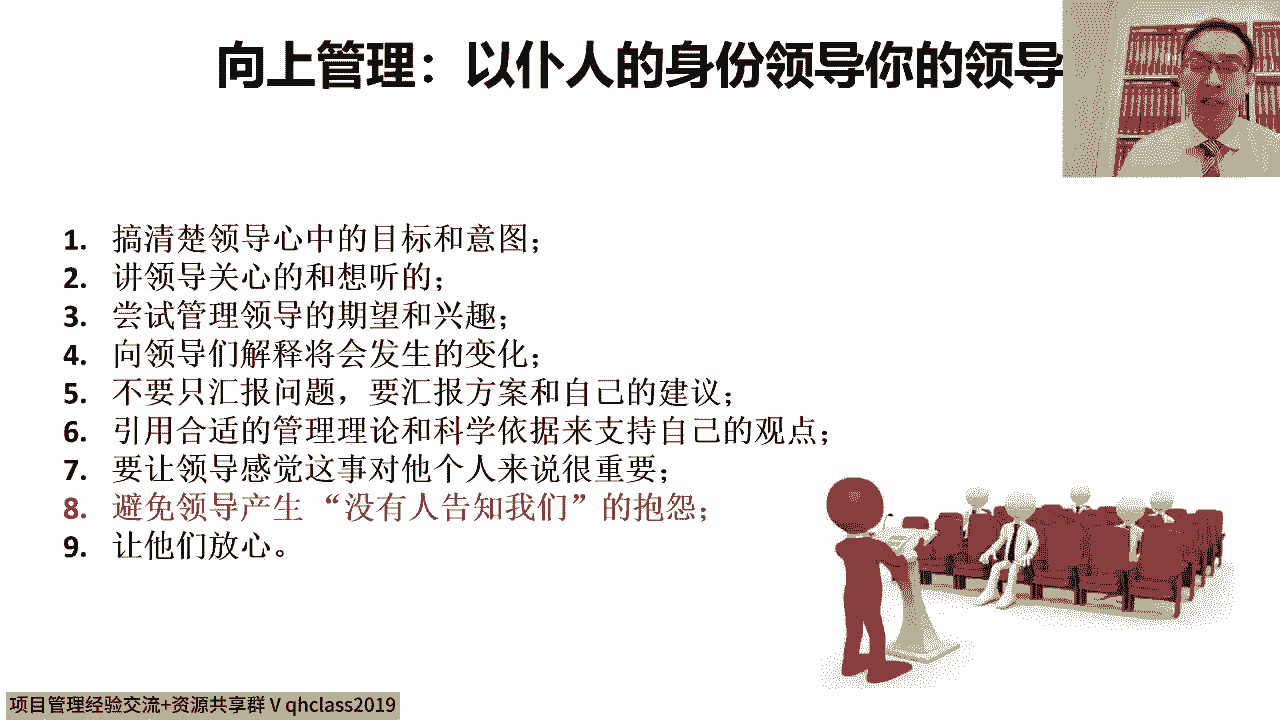 向上管理：以仆人的身份领导你的领导
1. 搞清楚领导心中的目标和意图；
2. 讲领导关心的和想听的；
3. 尝试管理领导的期望和兴趣；
4. 向领导们解释将会发生的变化；
5. 不要只汇报问题，要汇报方案和自己的建议；
6. 引用合适的管理理论和科学依据来支持自己的观点；
7. 要让领导感觉这事对他个人来说很重要；
8. 避免领导产生 “没有人告知我们”的抱怨；
9. 让他们放心。
项目管理经验交流+资源共享群 V qhclass2019